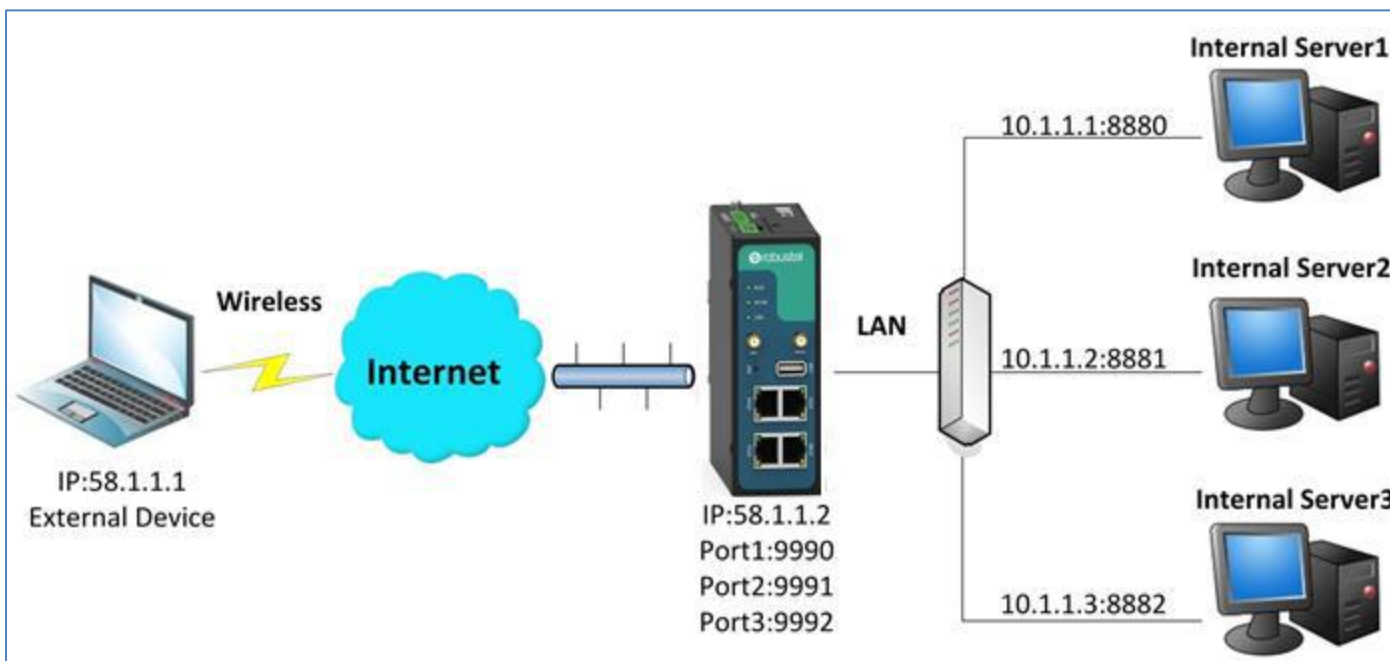 Internal Server1
10.1.1.1:8880
robustel
Wireless
Internet
LAN
Internal Server2
10.1.1.2:8881
IP:58.1.1.1
External Device
IP:58.1.1.2
Port1:9990
Port2:9991
Port3:9992
Internal Server3
10.1.1.3:8882